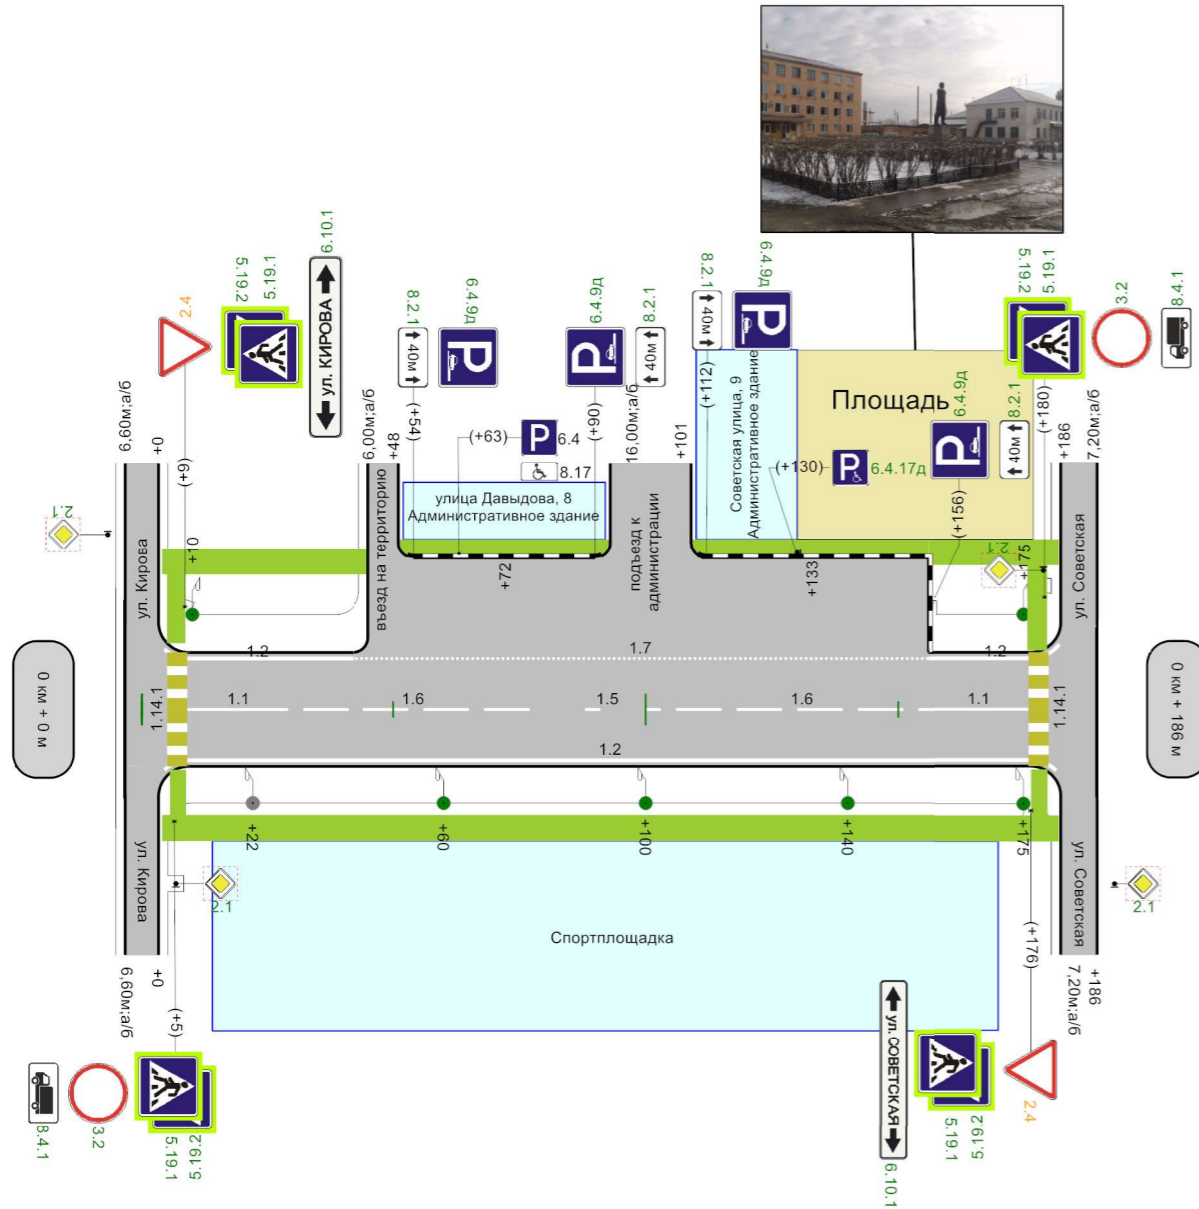 6.10.1
5.19.1
5.19.2
ул. КИРОВА
2.4
8.2.1
40м
6.4.9д
6.4.9д
8.2.1
40м
8.2.1
40м
6.4.9д
5.19.1
5.19.2
3.2
8.4.1
6,60м;а/б
+0
(+9)
6,00м;а/б
+48
(+54)
(+63)
P
6.4
8.17
(+90)
16,00м;а/б
+101
(+112)
Советская улица, 9
Административное здание
Площадь
6.4.9д
8.2.1
40м
(+130)
6.4.17д
(+156)
(+180)
+186
7,20м;а/б
2.1
улица Давыдова, 8
Административное здание
+10
ул. Кирова
въезд на территорию
+72
подъезд к
администрации
+133
2.1
+175
ул. Советская
1.2
1.7
1.2
0 км + 0 м
1.14.1
1.1
1.6
1.5
1.6
1.1
1.14.1
0 км + 186 м
1.2
+22
+60
+100
+140
+175
ул. Кирова
2.1
ул. Советская
2.1
Спортплощадка
6,60м;а/б
+0
(+5)
(+176)
+186
7,20м;а/б
8.4.1
3.2
5.19.1
5.19.2
ул. СОВЕТСКАЯ
6.10.1
5.19.1
5.19.2
2.4